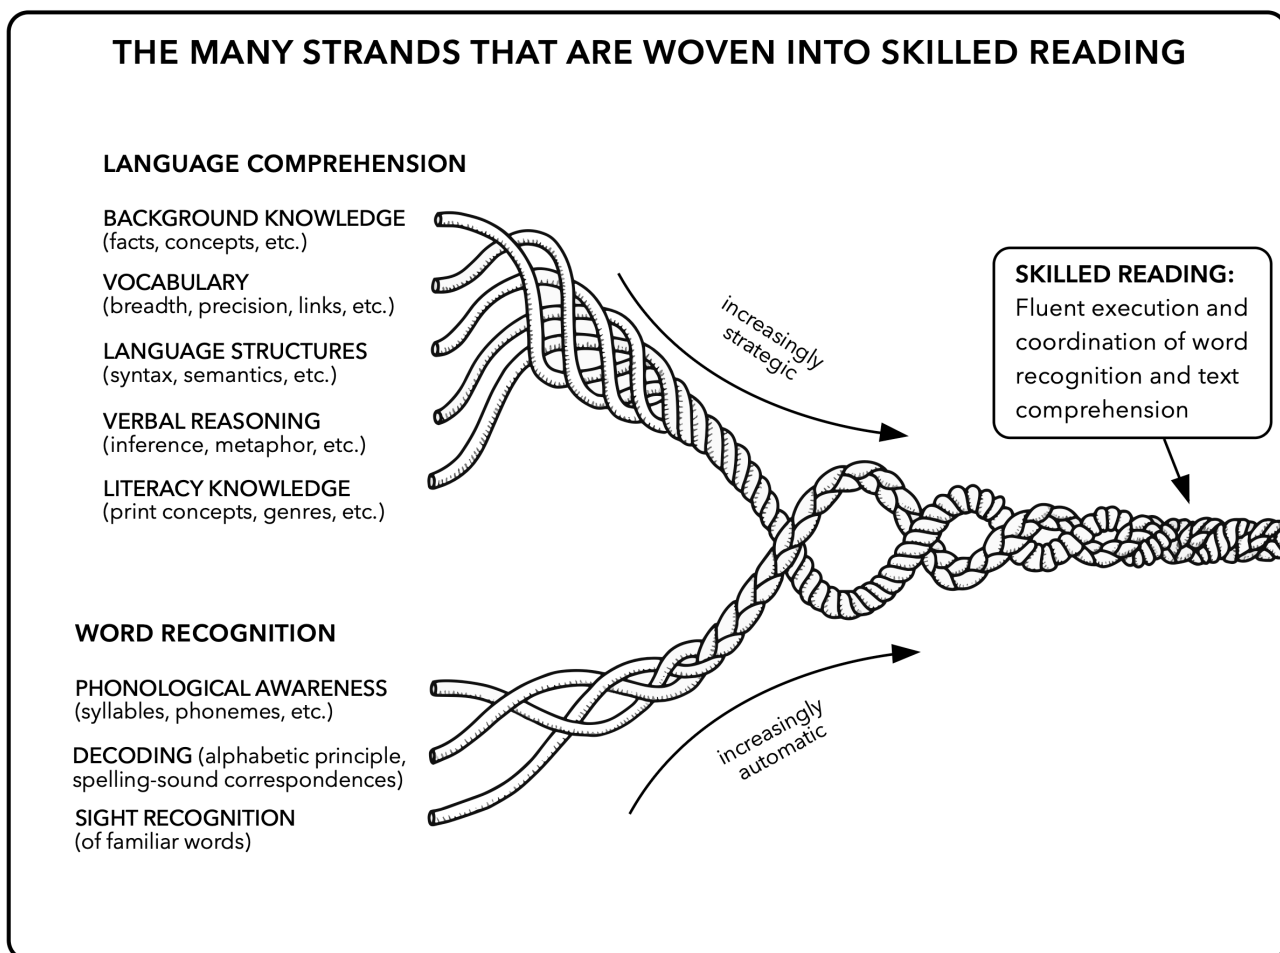 THE MANY STRANDS THAT ARE WOVEN INTO SKILLED READING
LANGUAGE COMPREHENSION
BACKGROUND KNOWLEDGE
(facts, concepts, etc.)
VOCABULARY
(breadth, precision, links, etc.)
LANGUAGE STRUCTURES
(syntax, semantics, etc.)
VERBAL REASONING
(inference, metaphor, etc.)
LITERACY KNOWLEDGE
(print concepts, genres, etc.)
increasingly
strategic
SKILLED READING:
Fluent execution and
coordination of word
recognition and text
comprehension
WORD RECOGNITION
PHONOLOGICAL AWARENESS
(syllables, phonemes, etc.)
DECODING (alphabetic principle,
spelling-sound correspondences)
SIGHT RECOGNITION
(of familiar words)
increasingly
automatic